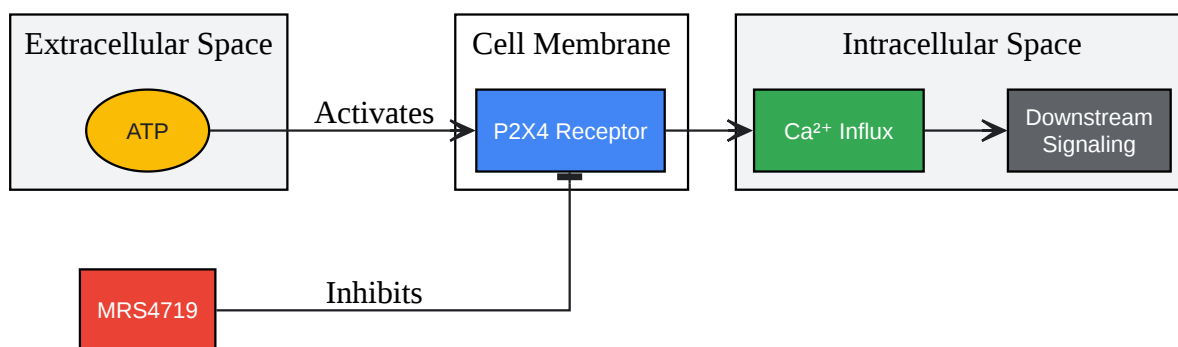 Extracellular Space
Cell Membrane
Intracellular Space
ATP
Activates
P2X4 Receptor
Ca²⁺ Influx
Downstream
Signaling
MRS4719
Inhibits